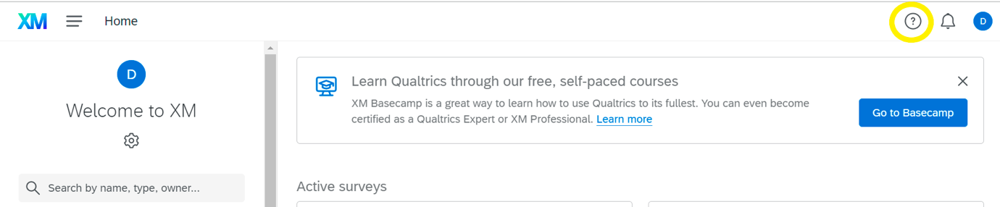 XM Home ? D
D
Welcome to XM
Search by name, type, owner...
Learn Qualtrics through our free, self-paced courses
XM Basecamp is a great way to learn how to use Qualtrics to its fullest. You can even become
certified as a Qualtrics Expert or XM Professional. Learn more
Go to Basecamp
Active surveys